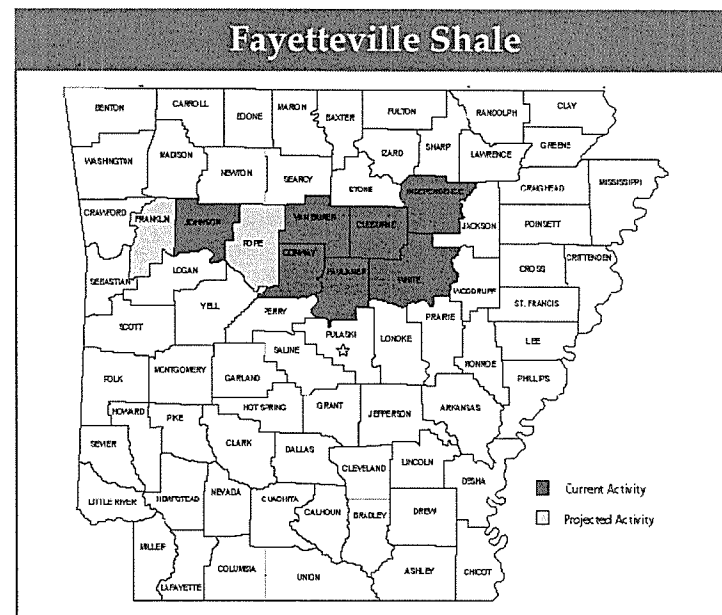 Fayetteville Shale
BENTON
CARROLL
BOONE
MARION
BAXTER
FULTON
RANDOLPH
CLAY
WASHINGTON
MADISON
NEWTON
SEARCY
STONE
IZARD
SHARP
LAWRENCE
GREENE
CRAIGHEAD
MISSISSIPPI
CRAWFORD
FRANKLIN
JOHNSON
POPE
VAN BUREN
CLEBURNE
INDEPENDENCE
JACKSON
POINSETT
SEBASTIAN
LOGAN
CONWAY
FAULKNER
WHITE
WOODRUFF
CROSS
CRITTENDEN
ST. FRANCIS
SCOTT
YELL
PERRY
PULASKI
LONOKE
PRAIRIE
MONROE
LEE
PHILLIPS
POLK
MONTGOMERY
GARLAND
SALINE
HOT SPRING
GRANT
JEFFERSON
ARKANSAS
HOWARD
PIKE
SEVIER
CLARK
DALLAS
CLEVELAND
LINCOLN
DESHA
LITTLE RIVER
HEMPSTEAD
NEVADA
OUACHITA
CALHOUN
BRADLEY
DREW
MILLER
LAFAYETTE
COLUMBIA
UNION
ASHLEY
CHICOT
Current Activity
Projected Activity